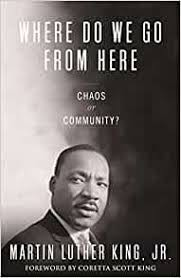 WHERE DO WE GO
FROM HERE
CHAOS
or
COMMUNITY?
MARTIN LUTHER KING, JR.
FOREWORD BY CORETTA SCOTT KING